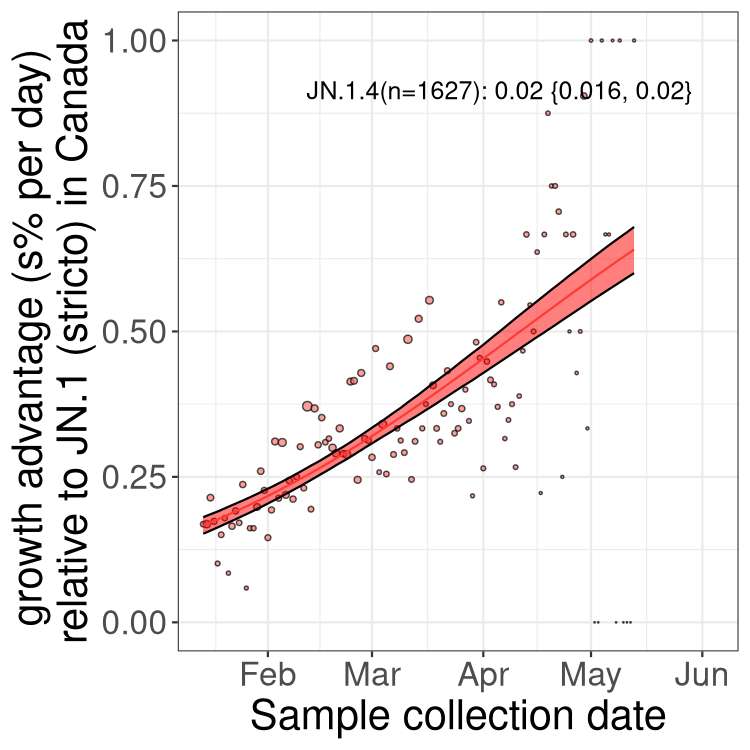 growth advantage (s% per day)
relative to JN.1 (stricto) in Canada
1.00
0.75
0.50
0.25
0.00
JN.1.4(n=1627): 0.02 {0.016, 0.02}
Feb Mar Apr May Jun
Sample collection date